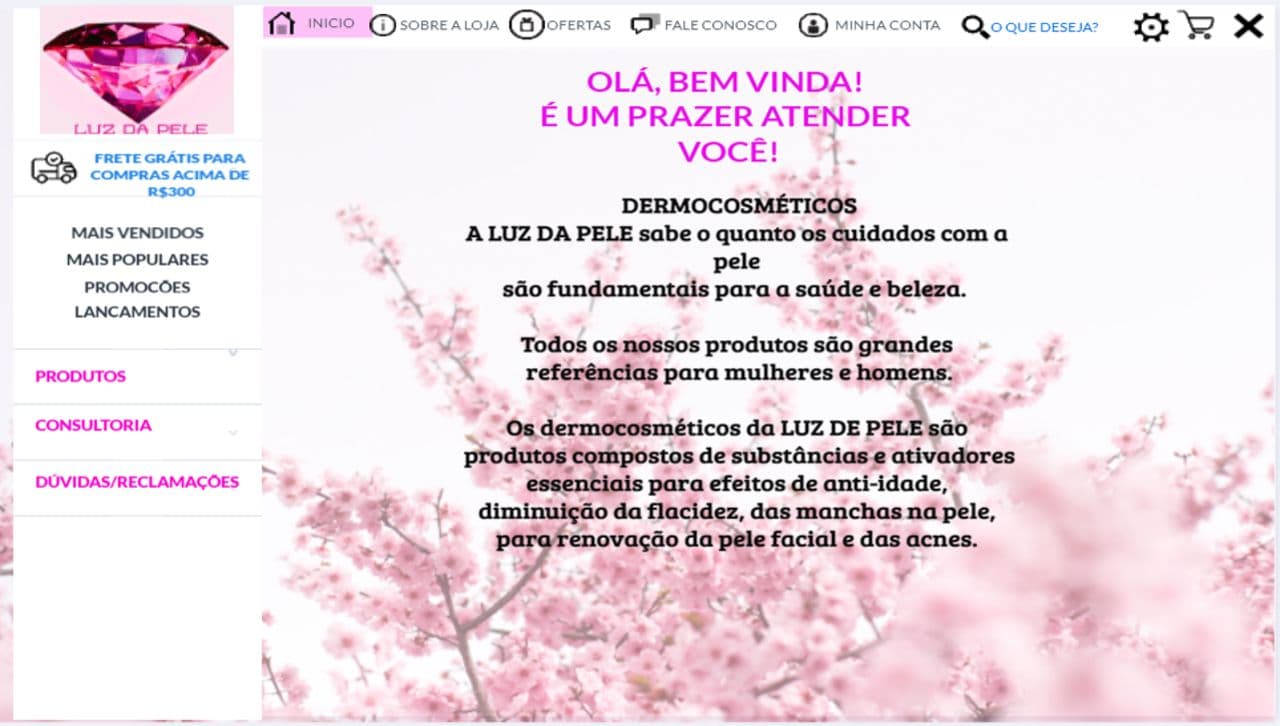 LUZ DA PELE
FRETE GRÁTIS PARA
COMPRAS ACIMA DE
R$300
MAIS VENDIDOS
MAIS POPULARES
PROMOCÕES
LANCAMENTOS
PRODUTOS
CONSULTORIA
DÚVIDAS/RECLAMAÇÕES
INICIO
SOBRE A LOJA
OFERTAS
FALE CONOSCO
MINHA CONTA
O QUE DESEJA?
OLÁ, BEM VINDA!
É UM PRAZER ATENDER
VOCÊ!
DERMOCOSMÉTICOS
A LUZ DA PELE sabe o quanto os cuidados com a
pele
são fundamentais para a saúde e beleza.
Todos os nossos produtos são grandes
referências para mulheres e homens.
Os dermocosméticos da LUZ DE PELE são
produtos compostos de substâncias e ativadores
essenciais para efeitos de anti-idade,
diminuição da flacidez, das manchas na pele,
para renovação da pele facial e das acnes.